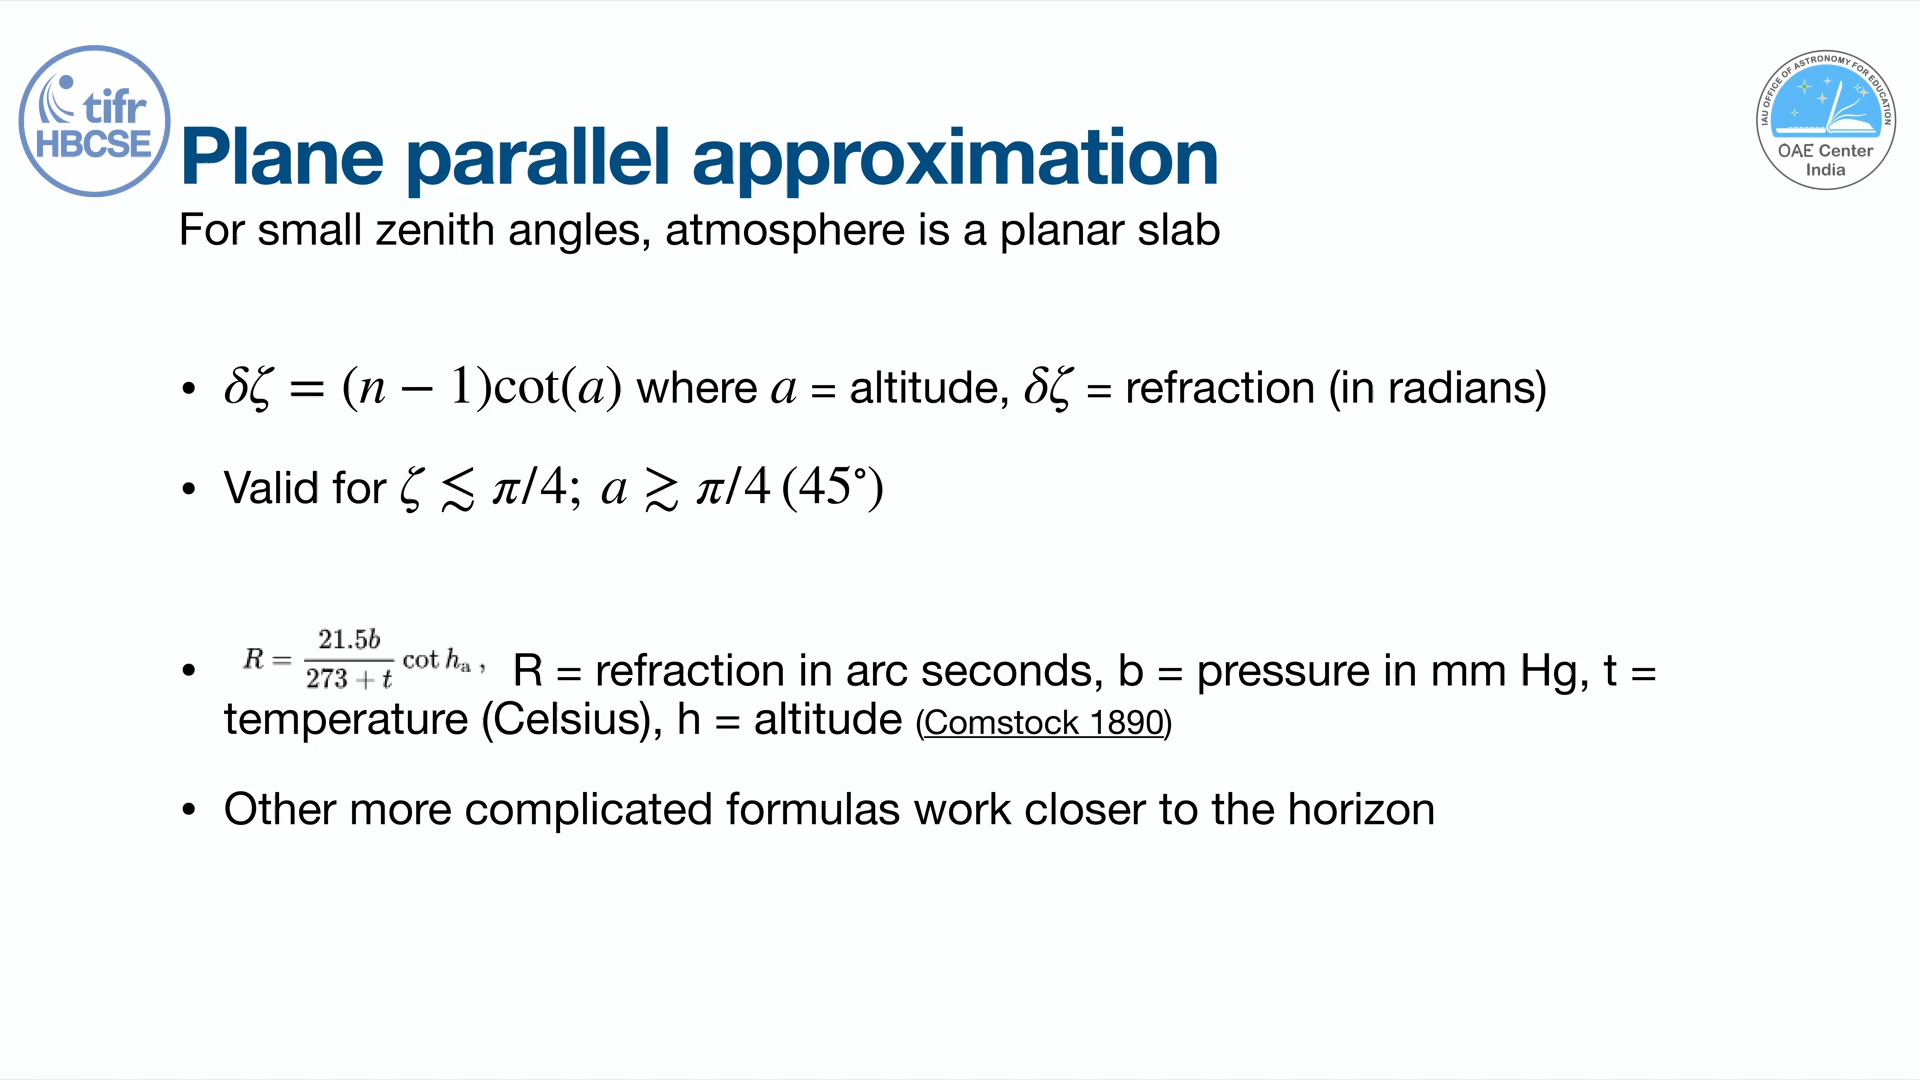 tifr
HBCSE
IAU OFFICE OF ASTRONOMY FOR EDUCATION
OAE Center
India
Plane parallel approximation
For small zenith angles, atmosphere is a planar slab
• δζ = (n − 1)cot(a) where a = altitude, δζ = refraction (in radians)
• Valid for ζ ≲ π/4; a ≳ π/4 (45°)
• R = \frac{21.5b}{273 + t} cot hₐ , R = refraction in arc seconds, b = pressure in mm Hg, t =
temperature (Celsius), h = altitude (Comstock 1890)
• Other more complicated formulas work closer to the horizon